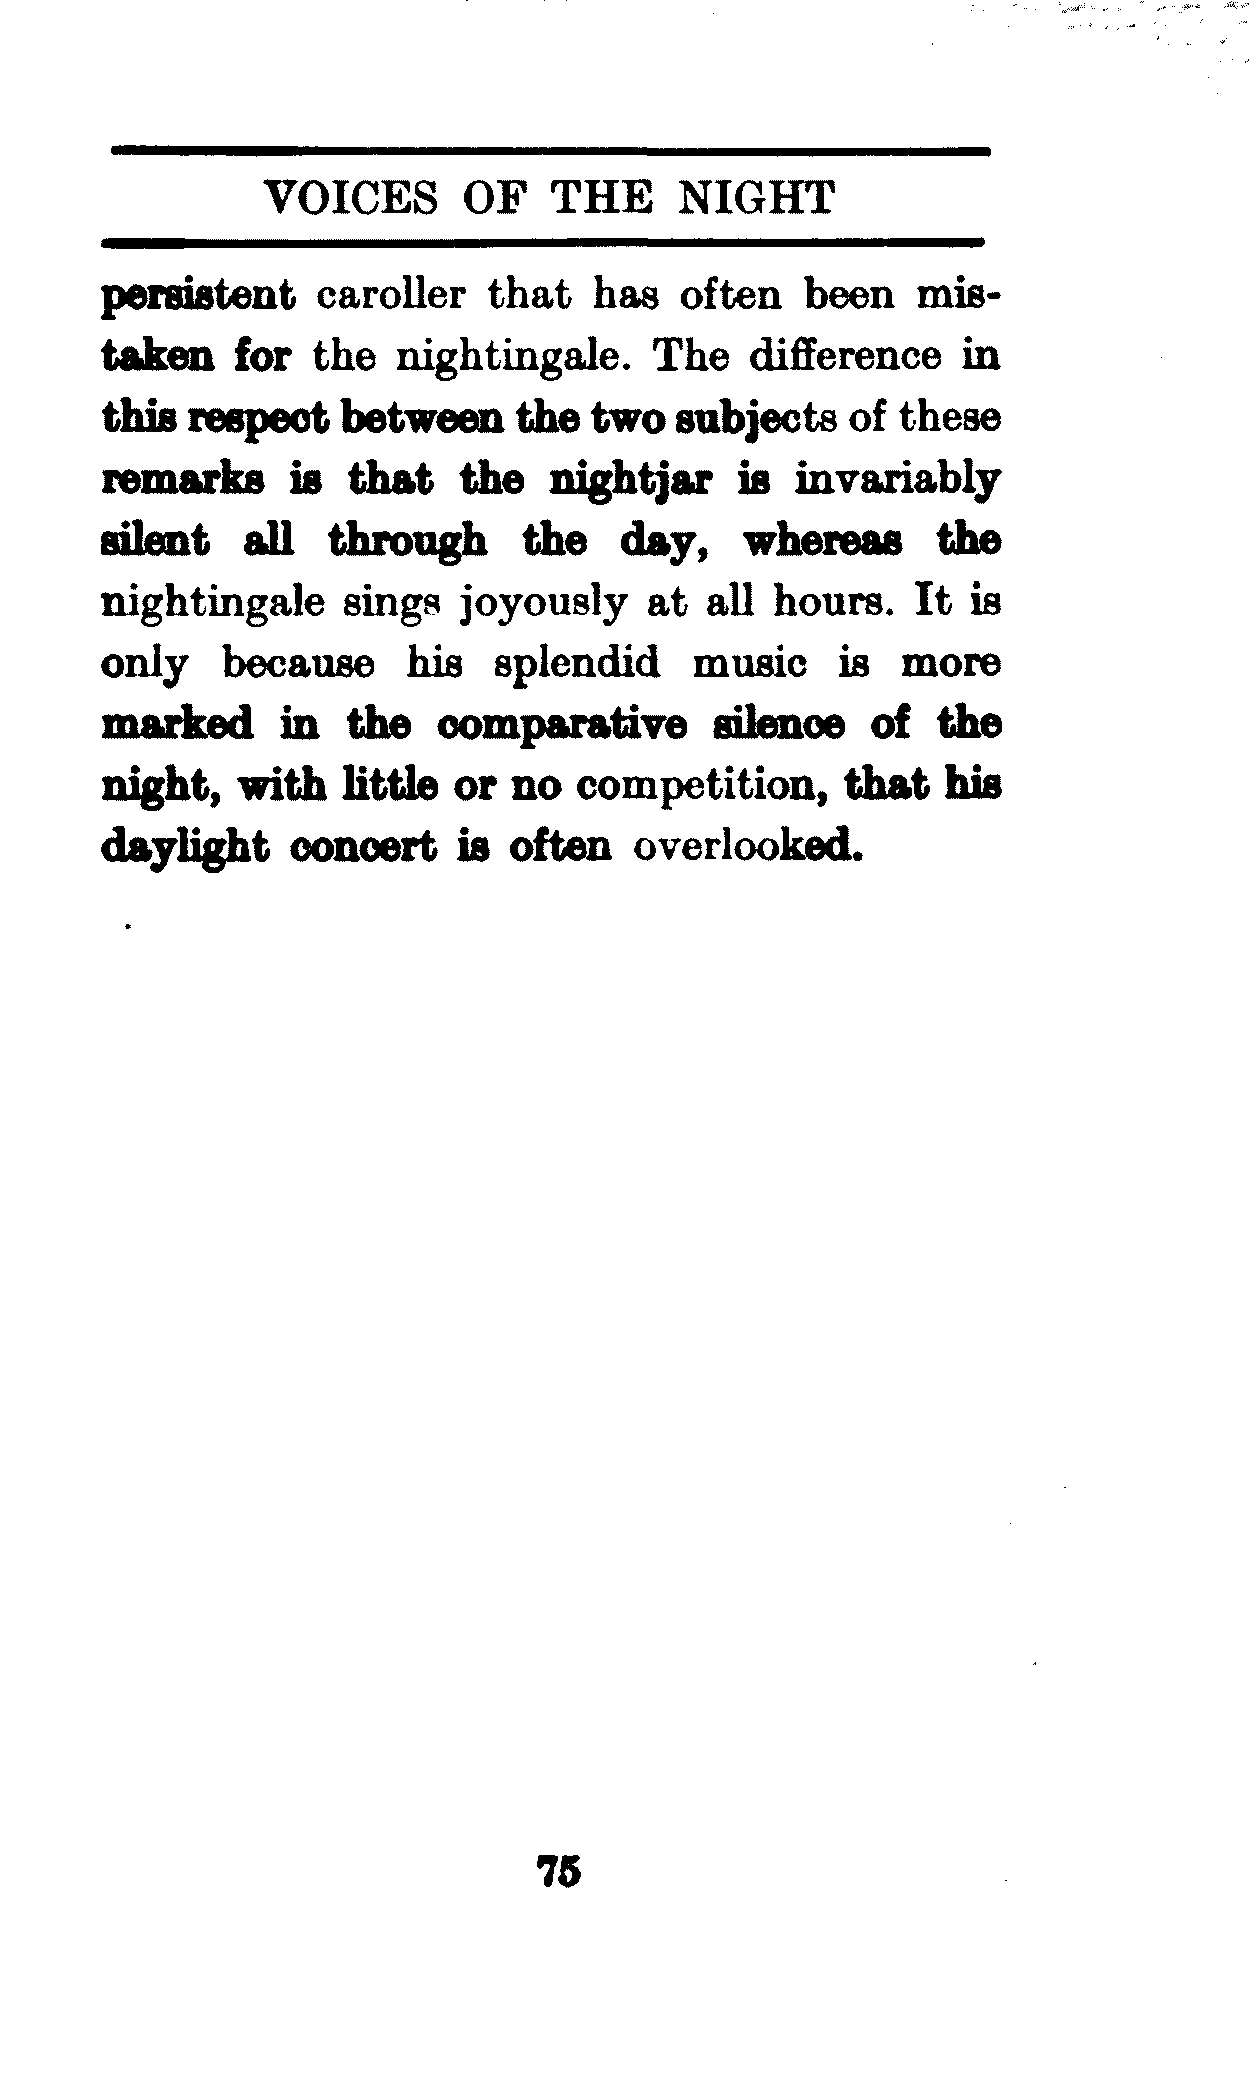 VOICES OF THE NIGHT
persistent caroller that has often been mis-
taken for the nightingale. The difference in
this respect between the two subjects of these
remarks is that the nightjar is invariably
silent all through the day, whereas the
nightingale sings joyously at all hours. It is
only because his splendid music is more
marked in the comparative silence of the
night, with little or no competition, that his
daylight concert is often overlooked.
75